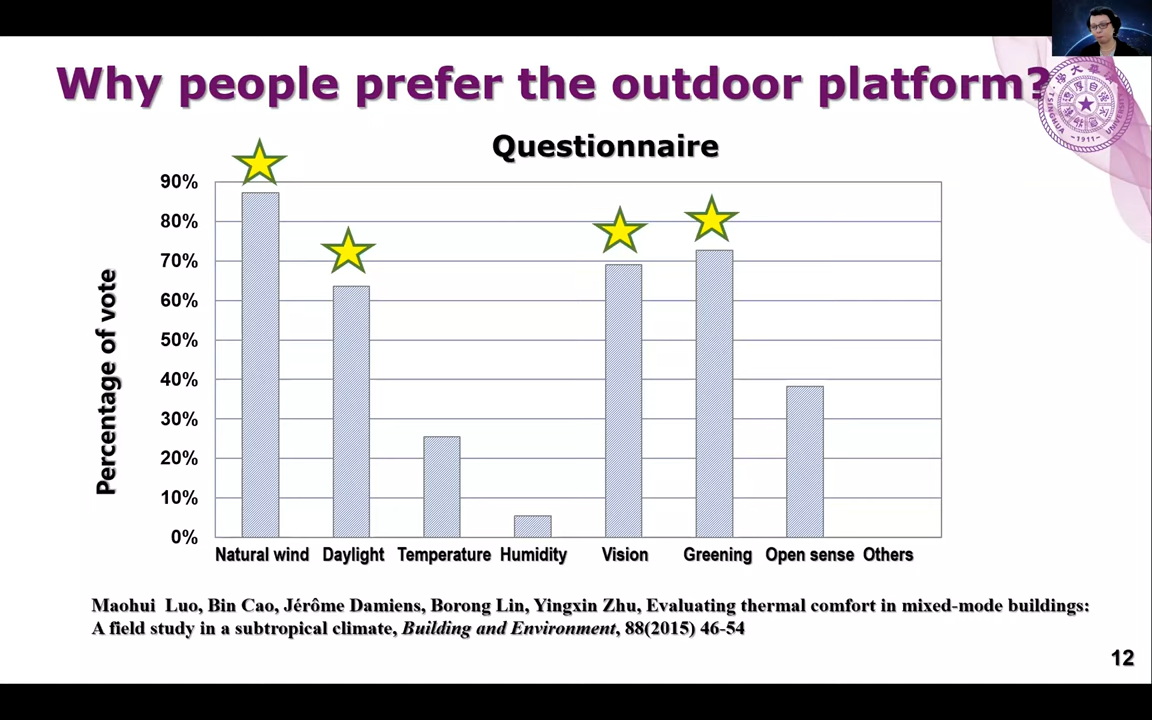 Why people prefer the outdoor platform?
Questionnaire
90%
80%
70%
60%
50%
40%
30%
20%
10%
0%
Percentage of vote
Natural wind Daylight Temperature Humidity Vision Greening Open sense Others
Maohui Luo, Bin Cao, Jérôme Damiens, Borong Lin, Yingxin Zhu, Evaluating thermal comfort in mixed-mode buildings:
A field study in a subtropical climate, Building and Environment, 88(2015) 46-54
12
-1911-